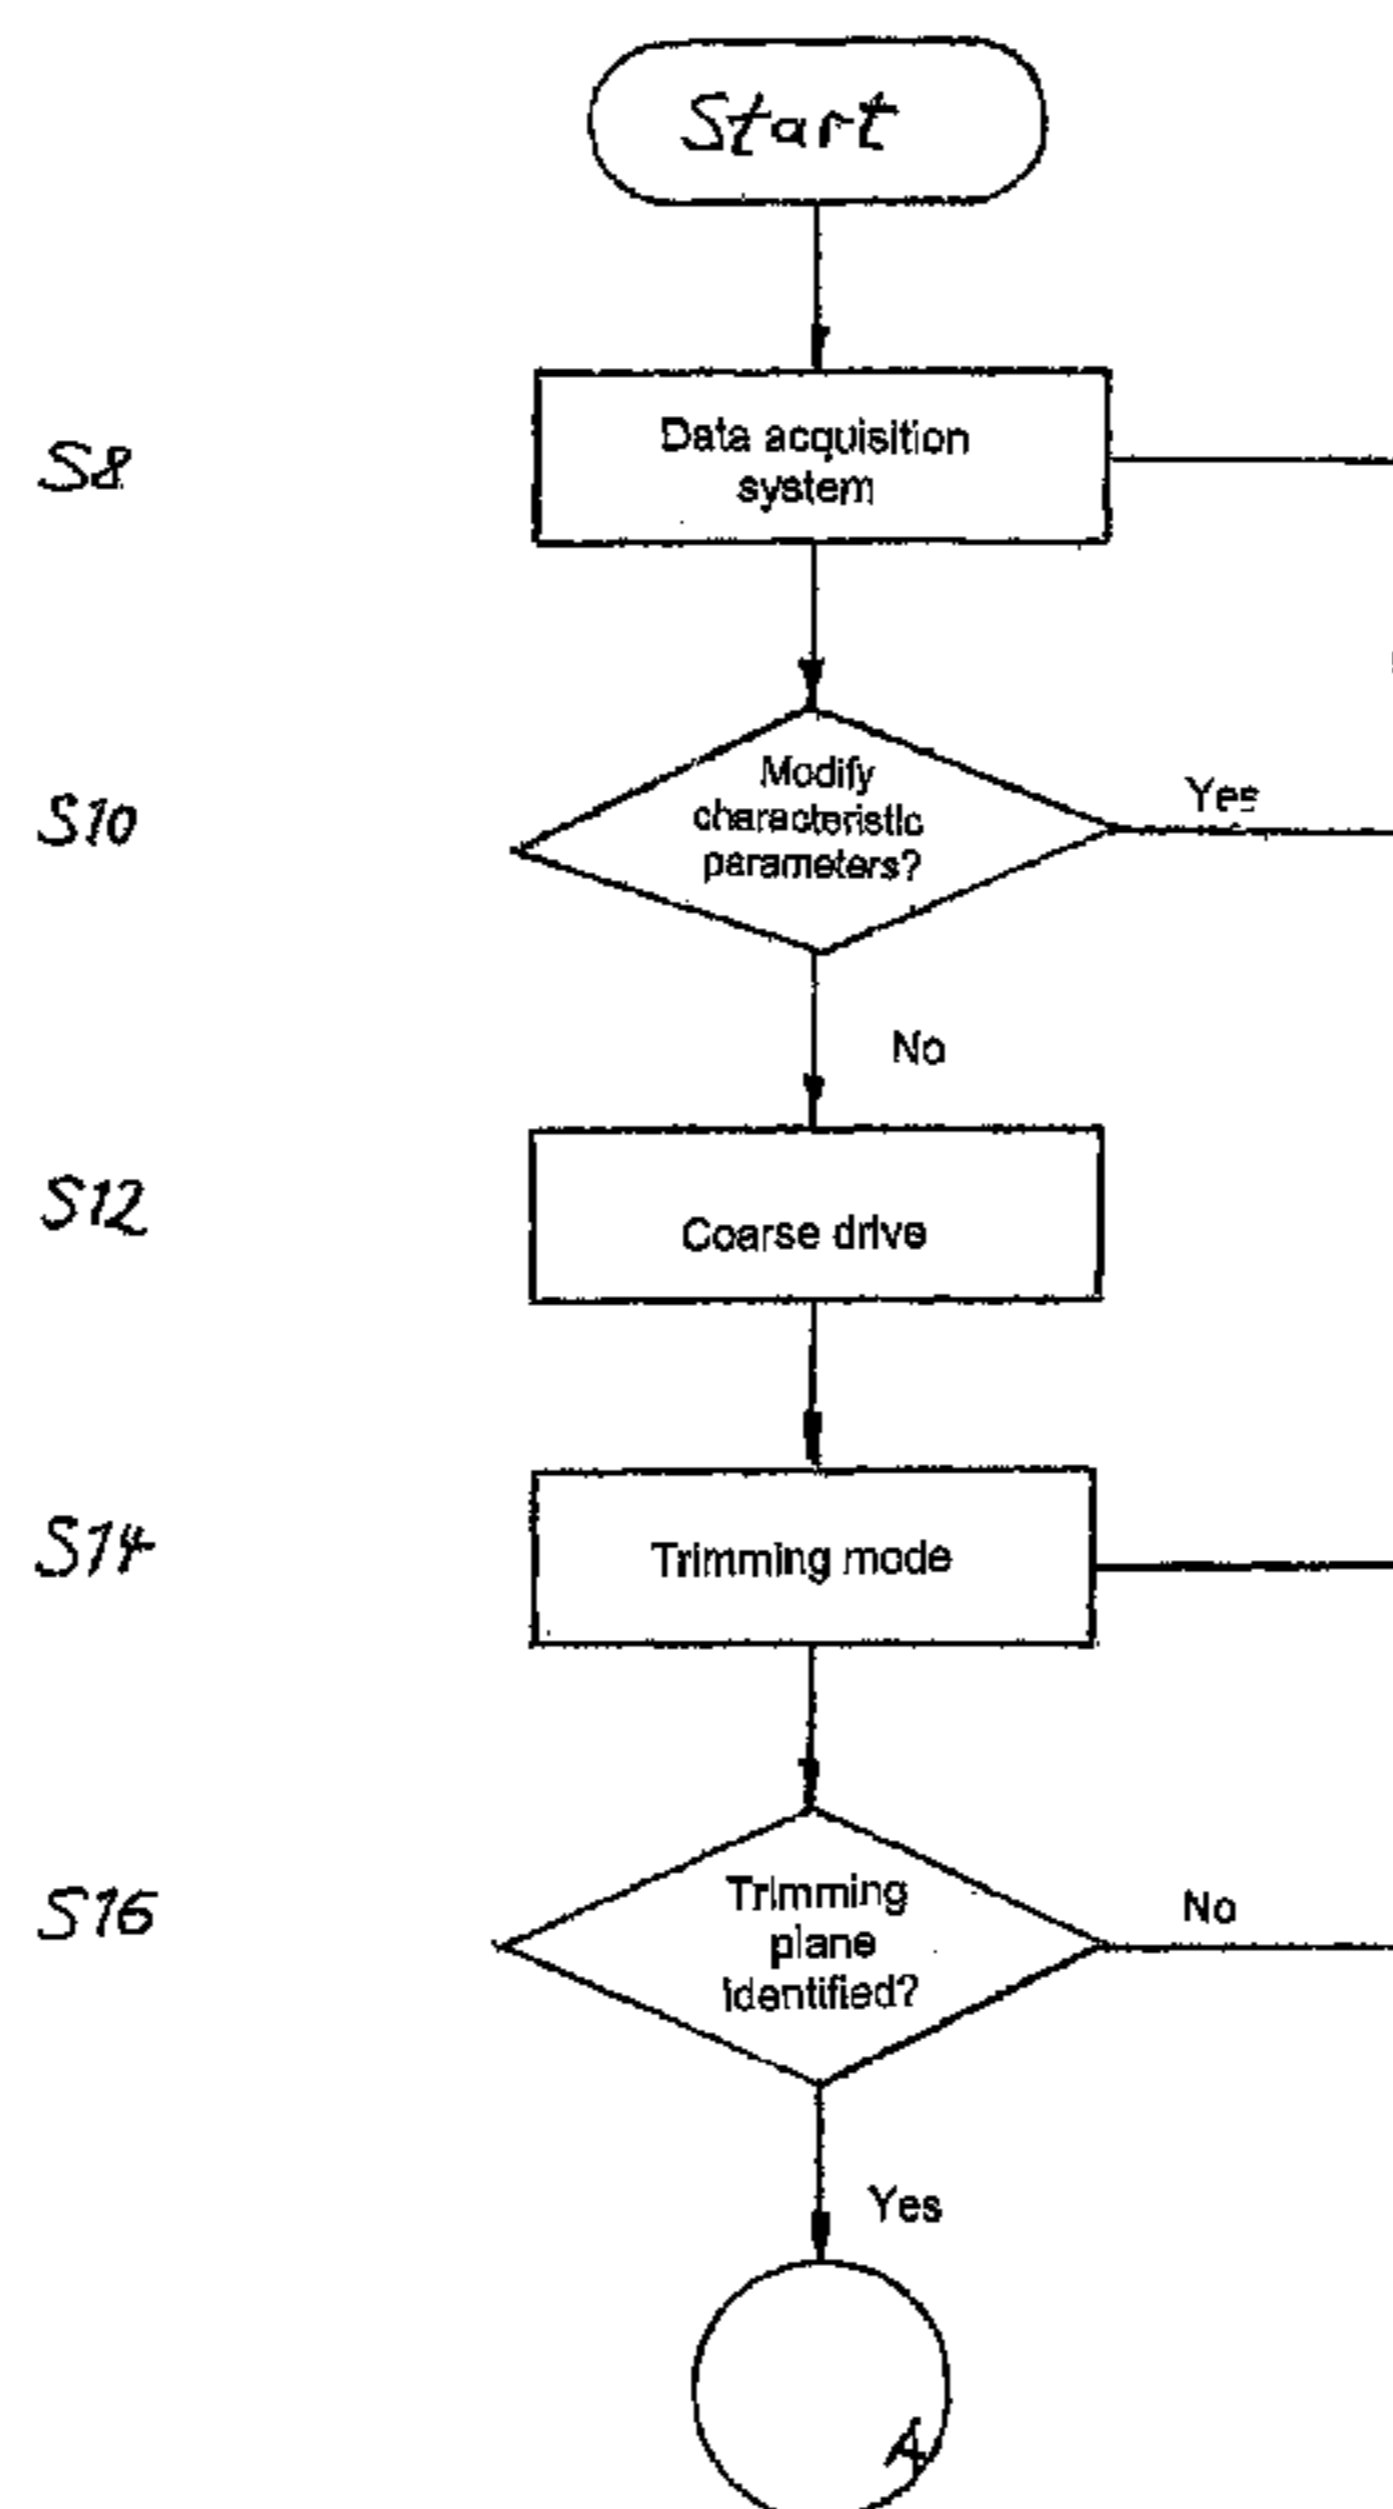 Start
S8
Data acquisition
system
S10
Modify
characteristic
parameters?
Yes
No
S12
Coarse drive
S14
Trimming mode
S16
Trimming
plane
identified?
No
Yes
A